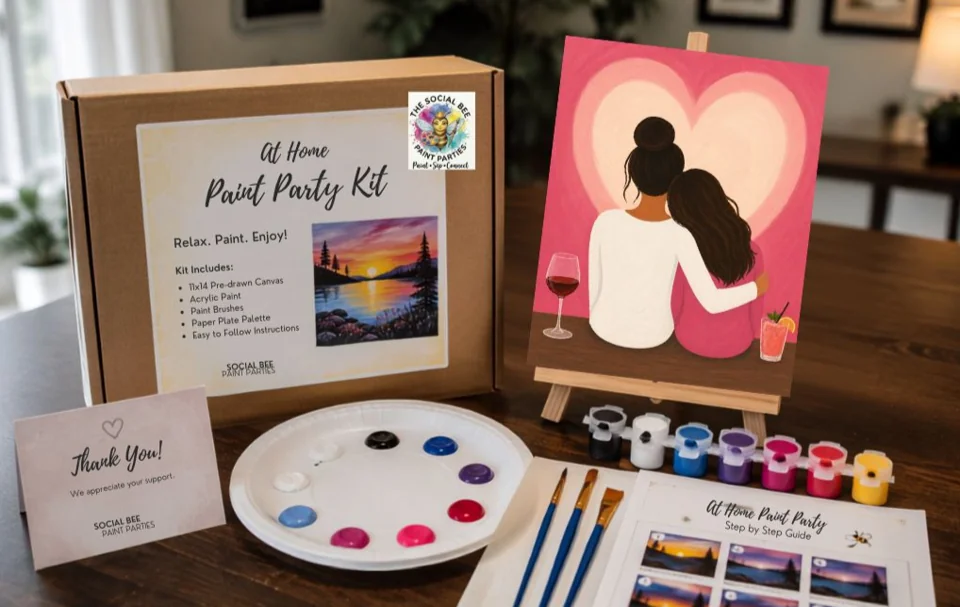 At Home
Paint Party Kit
Relax. Paint. Enjoy!
Kit Includes:
• 11x14 Pre-drawn Canvas
• Acrylic Paint
• Paint Brushes
• Paper Plate Palette
• Easy to Follow Instructions
SOCIAL BEE
PAINT PARTIES
THE SOCIAL BEE
PAINT PARTIES
Paint • Sip • Connect
Thank You!
We appreciate your support.
SOCIAL BEE
PAINT PARTIES
At Home Paint Party
Step by Step Guide